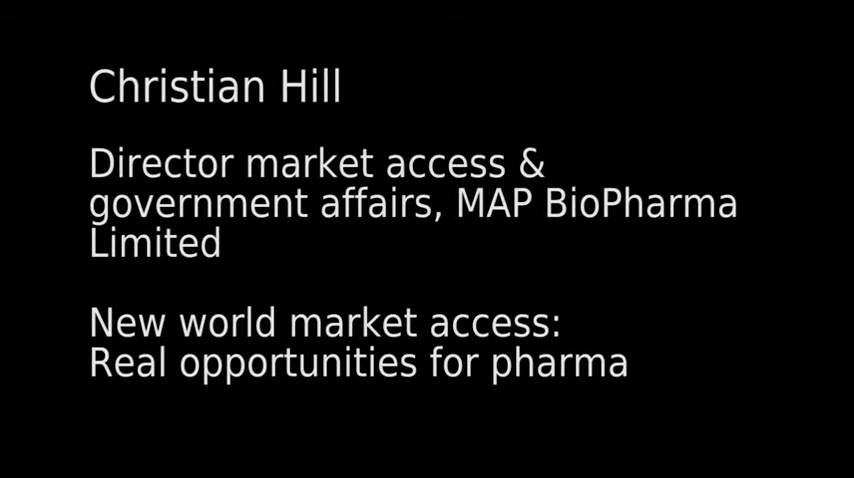 Christian Hill
Director market access &
government affairs, MAP BioPharma
Limited
New world market access:
Real opportunities for pharma